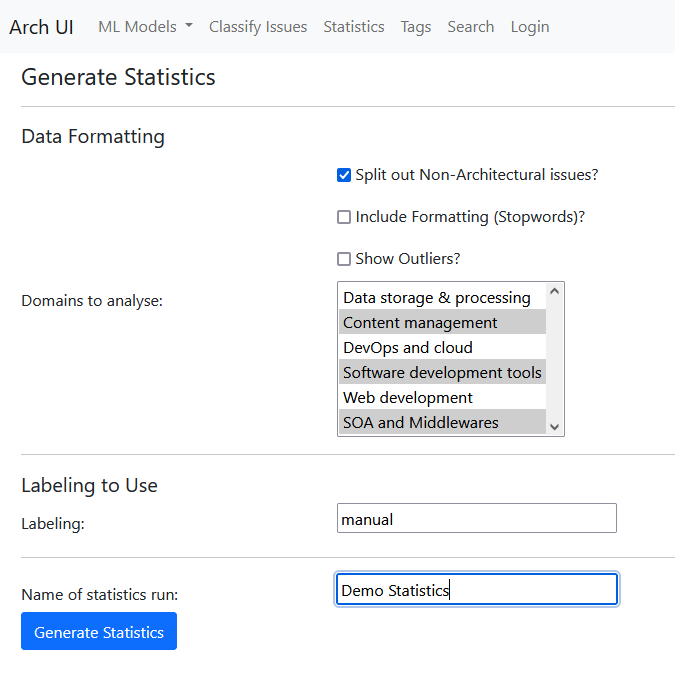 Arch UI ML Models Classify Issues Statistics Tags Search Login
Generate Statistics
Data Formatting
Split out Non-Architectural issues?
Include Formatting (Stopwords)?
Show Outliers?
Domains to analyse:
Data storage & processing
Content management
DevOps and cloud
Software development tools
Web development
SOA and Middlewares
Labeling to Use
Labeling: manual
Name of statistics run: Demo Statistics
Generate Statistics